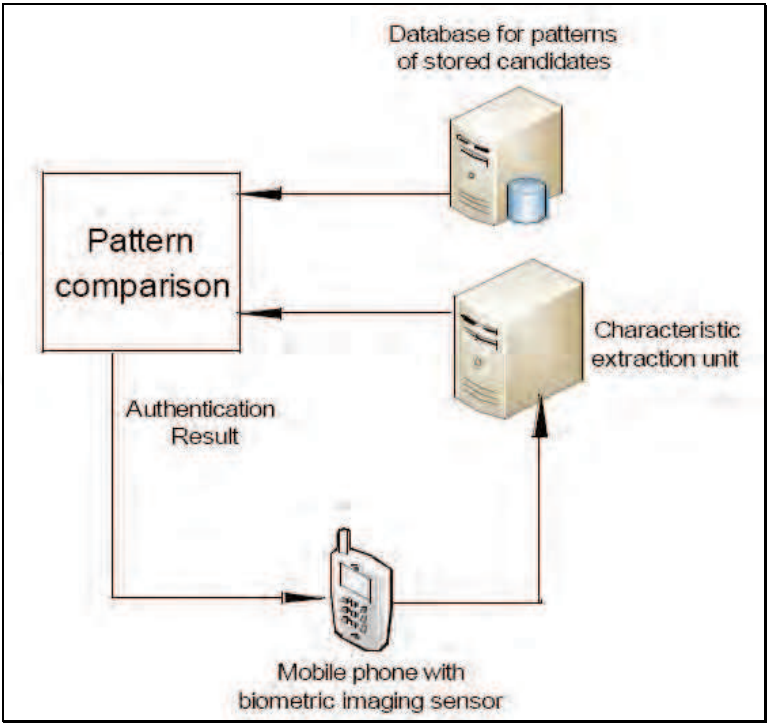 Database for patterns
of stored candidates
Pattern
comparison
Characteristic
extraction unit
Authentication
Result
Mobile phone with
biometric imaging sensor